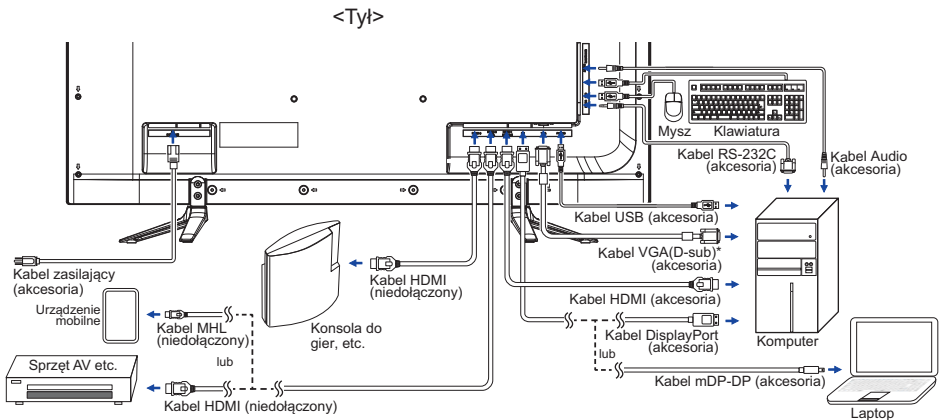 <Tył>
Mysz
Klawiatura
Kabel RS-232C
(akcesoria)
Kabel Audio
(akcesoria)
Kabel USB (akcesoria)
Kabel VGA(D-sub)*
(akcesoria)
Kabel zasilający
(akcesoria)
Kabel HDMI
(niedołączony)
Kabel HDMI (akcesoria)
Urządzenie
mobilne
Kabel MHL
(niedołączony)
Konsola do
gier, etc.
Kabel DisplayPort
(akcesoria)
Komputer
lub
lub
Sprzęt AV etc.
Kabel mDP-DP (akcesoria)
Kabel HDMI (niedołączony)
Laptop